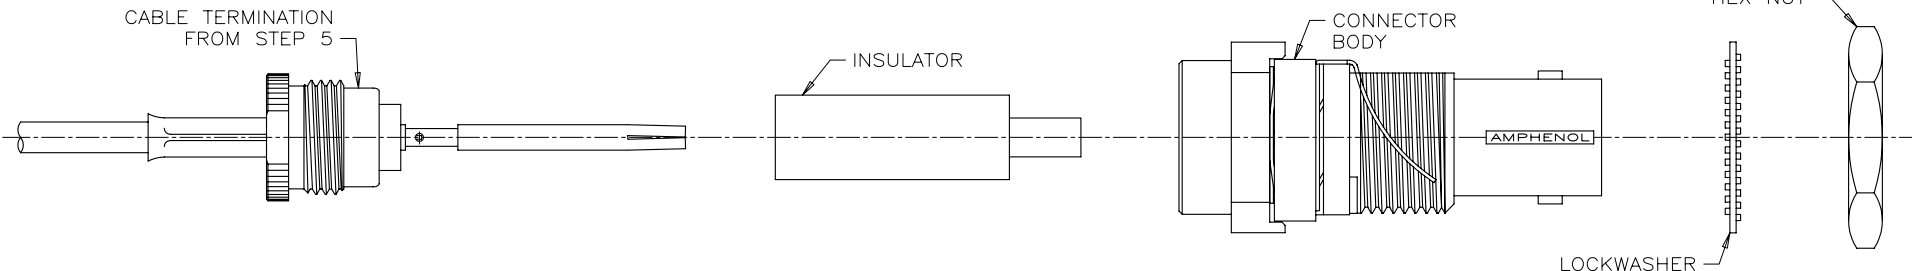 CABLE TERMINATION
FROM STEP 5
INSULATOR
CONNECTOR
BODY
AMPHENOL
LOCKWASHER
HEX NUT